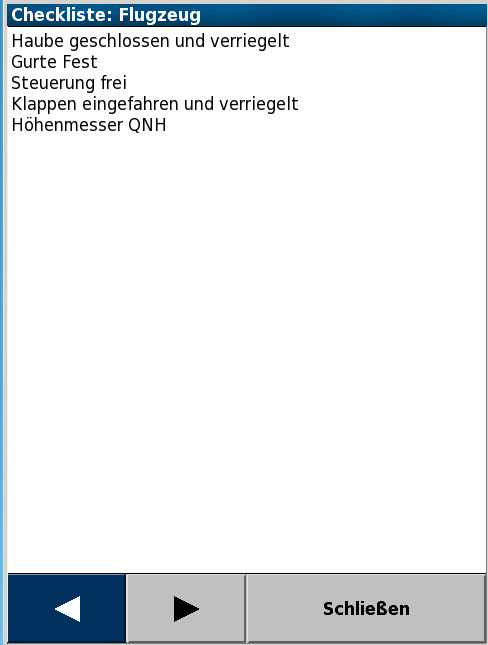 Checkliste: Flugzeug
Haube geschlossen und verriegelt
Gurte Fest
Steuerung frei
Klappen eingefahren und verriegelt
Höhenmesser QNH
Schließen